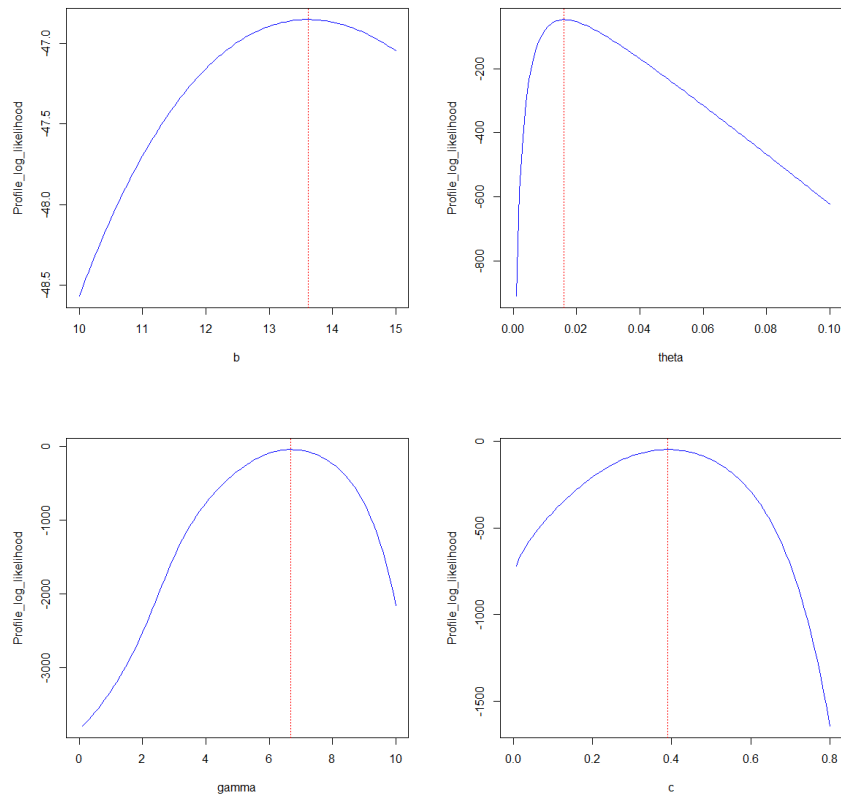 Profile_log_likelihood
-47.0
-47.5
-48.0
-48.5
10 11 12 13 14 15
b
Profile_log_likelihood
-200
-400
-600
-800
0.00 0.02 0.04 0.06 0.08 0.10
theta
Profile_log_likelihood
0
-1000
-2000
-3000
0 2 4 6 8 10
gamma
Profile_log_likelihood
0
-500
-1000
-1500
0.0 0.2 0.4 0.6 0.8
c